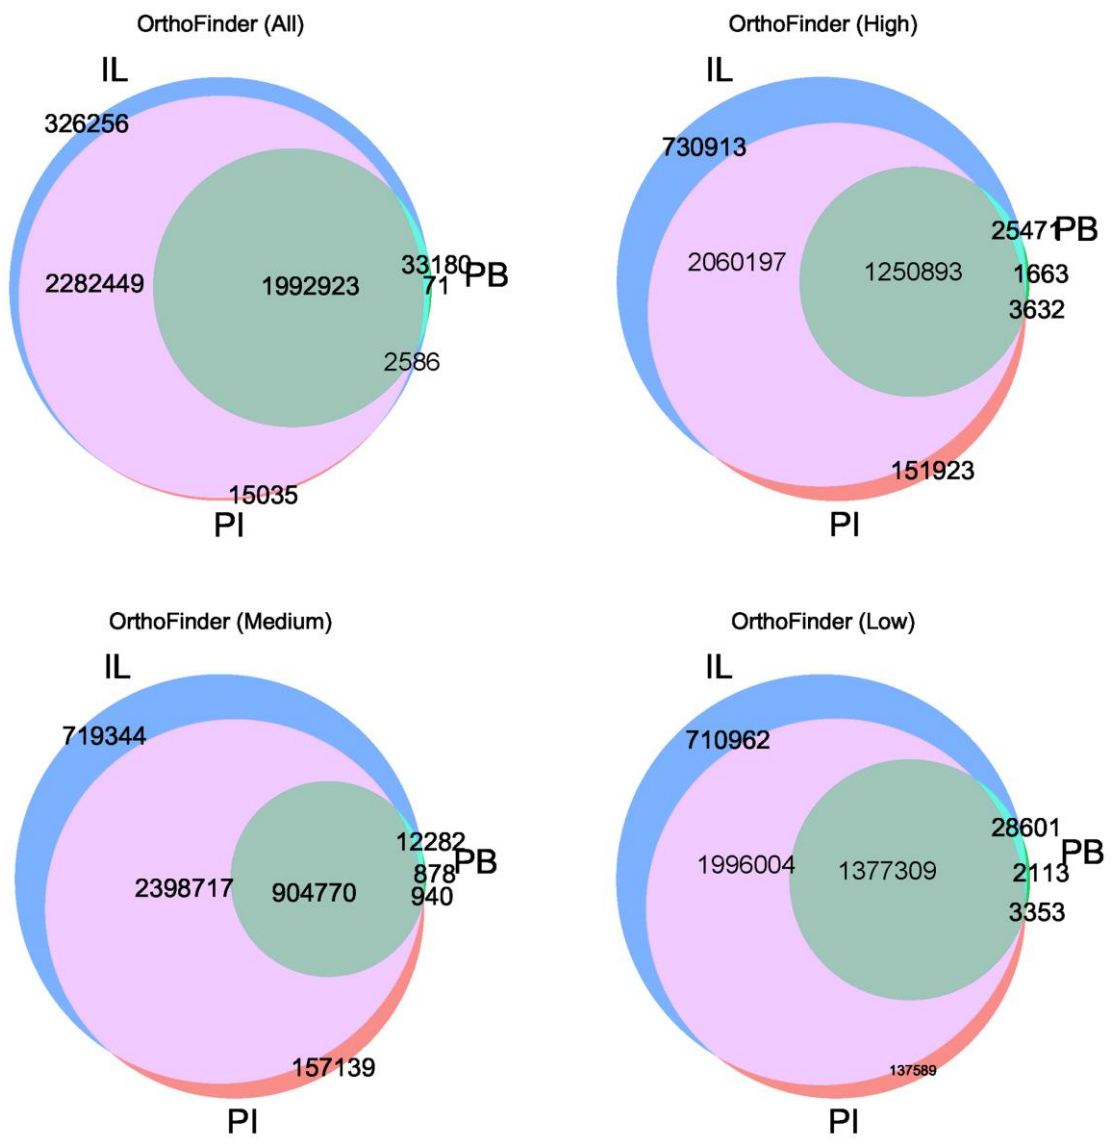 OrthoFinder (All)
IL
326256
2282449
1992923
33180
PB
71
2586
15035
PI
OrthoFinder (High)
IL
730913
2060197
1250893
25471
PB
1663
3632
151923
PI
OrthoFinder (Medium)
IL
719344
2398717
904770
12282
PB
878
940
157139
PI
OrthoFinder (Low)
IL
710962
1996004
1377309
28601
PB
2113
3353
137589
PI